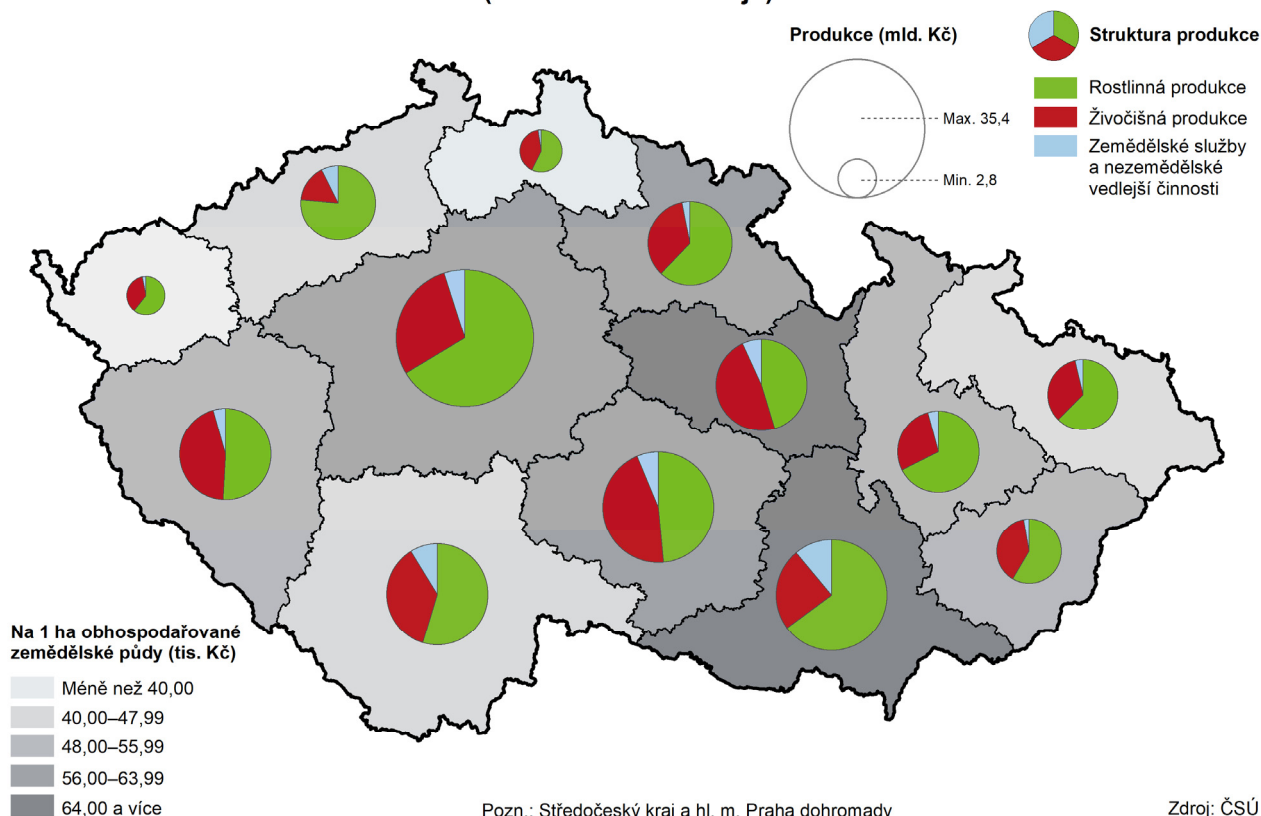 Produkce (mld. Kč)
Max. 35,4
Min. 2,8
Struktura produkce
Rostlinná produkce
Živočišná produkce
Zemědělské služby
a nezemědělské
vedlejší činnosti
Na 1 ha obhospodařované
zemědělské půdy (tis. Kč)
Méně než 40,00
40,00–47,99
48,00–55,99
56,00–63,99
64,00 a více
Pozn.: Středočeský kraj a hl. m. Praha dohromady
Zdroj: ČSÚ